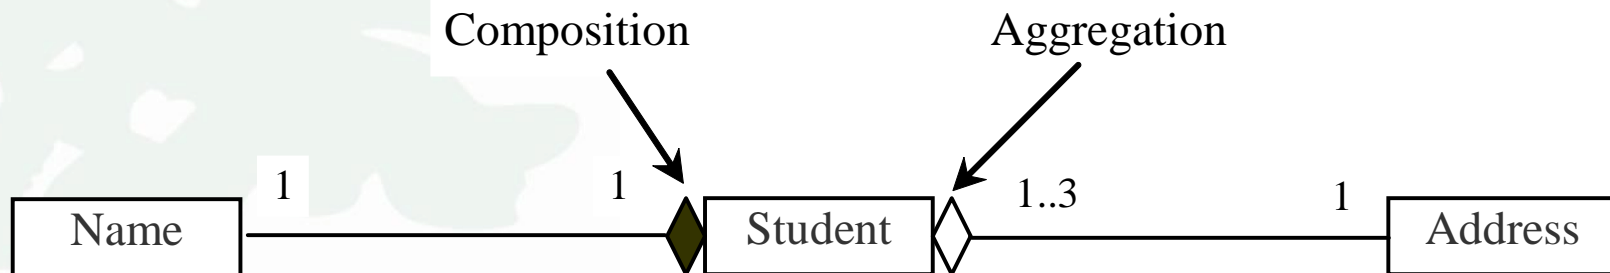 Composition
Aggregation
1
1
1..3
1
Name
Student
Address